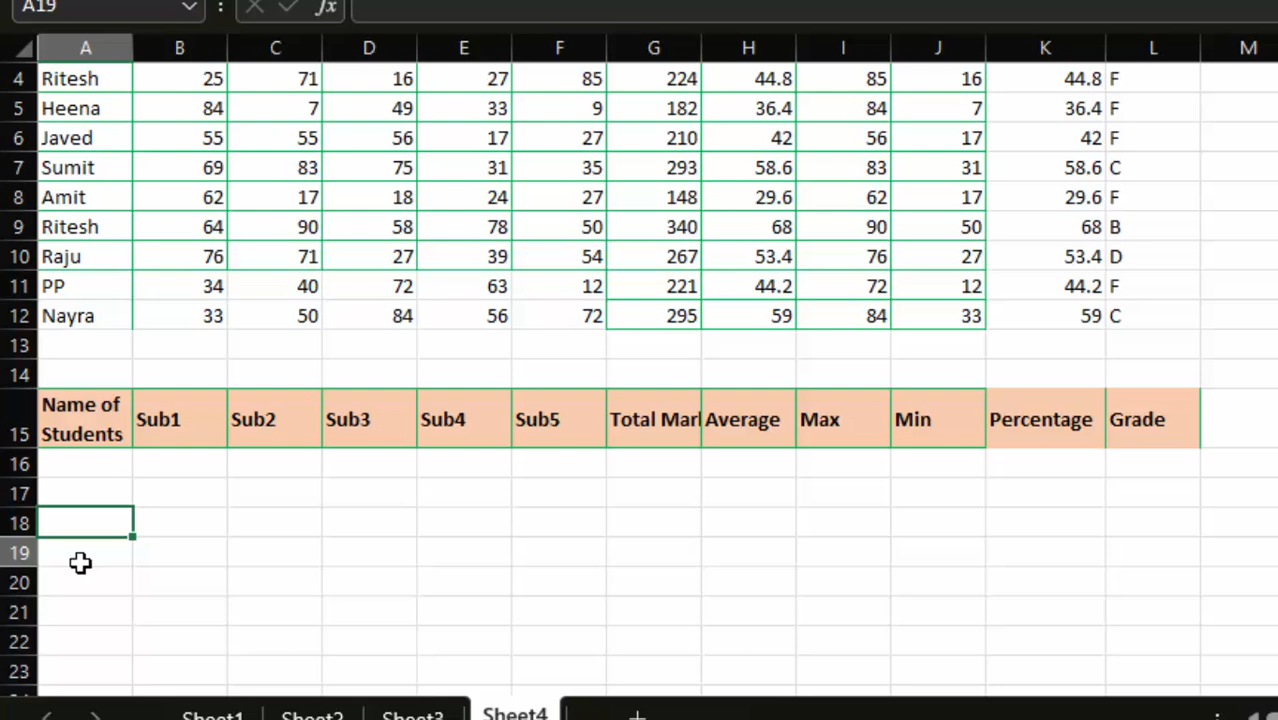 A19 fx
A B C D E F G H I J K L M
4 Ritesh 25 71 16 27 85 224 44.8 85 16 44.8 F
5 Heena 84 7 49 33 9 182 36.4 84 7 36.4 F
6 Javed 55 55 56 17 27 210 42 56 17 42 F
7 Sumit 69 83 75 31 35 293 58.6 83 31 58.6 C
8 Amit 62 17 18 24 27 148 29.6 62 17 29.6 F
9 Ritesh 64 90 58 78 50 340 68 90 50 68 B
10 Raju 76 71 27 39 54 267 53.4 76 27 53.4 D
11 PP 34 40 72 63 12 221 44.2 72 12 44.2 F
12 Nayra 33 50 84 56 72 295 59 84 33 59 C
13
14
15 Name of Students Sub1 Sub2 Sub3 Sub4 Sub5 Total Mar Average Max Min Percentage Grade
16
17
18
19
20
21
22
23
Sheet1 Sheet2 Sheet3 Sheet4 +